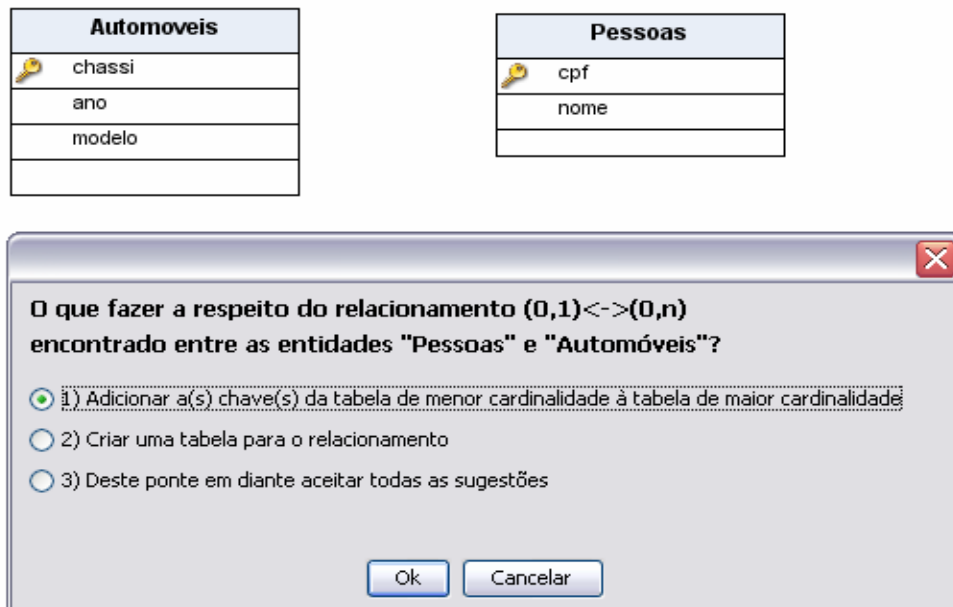 Automoveis
chassi
ano
modelo
Pessoas
cpf
nome
O que fazer a respeito do relacionamento (0,1)<->(0,n)
encontrado entre as entidades "Pessoas" e "Automóveis"?
1) Adicionar a(s) chave(s) da tabela de menor cardinalidade à tabela de maior cardinalidade
2) Criar uma tabela para o relacionamento
3) Deste ponte em diante aceitar todas as sugestões
Ok
Cancelar